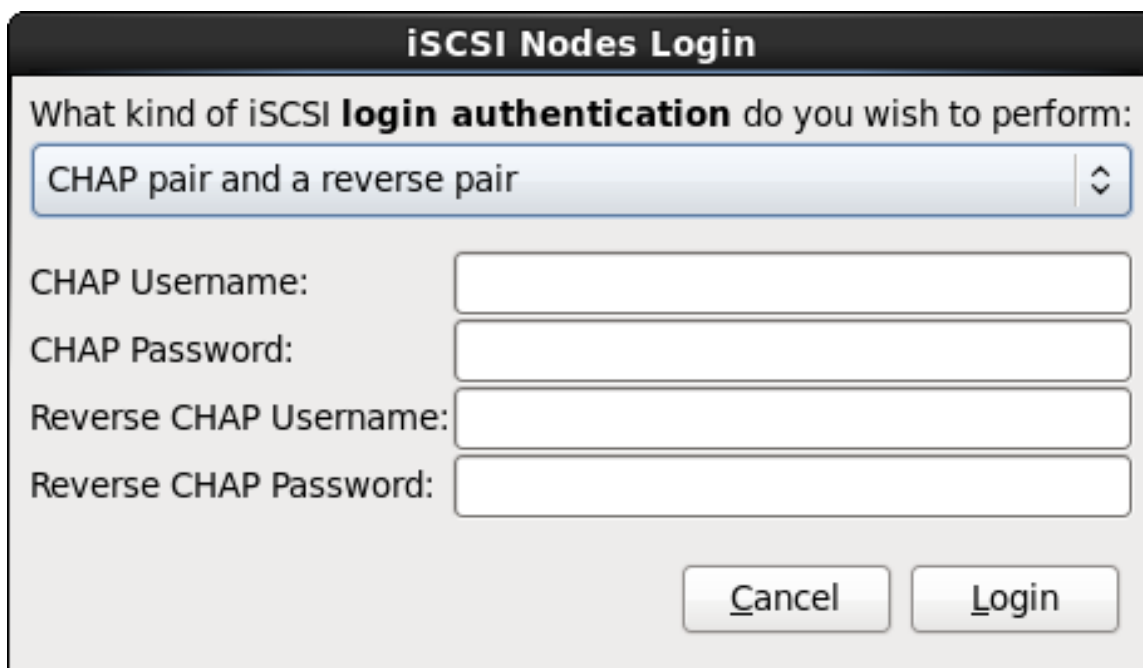 iSCSI Nodes Login
What kind of iSCSI login authentication do you wish to perform:
CHAP pair and a reverse pair
CHAP Username:
CHAP Password:
Reverse CHAP Username:
Reverse CHAP Password:
Cancel Login